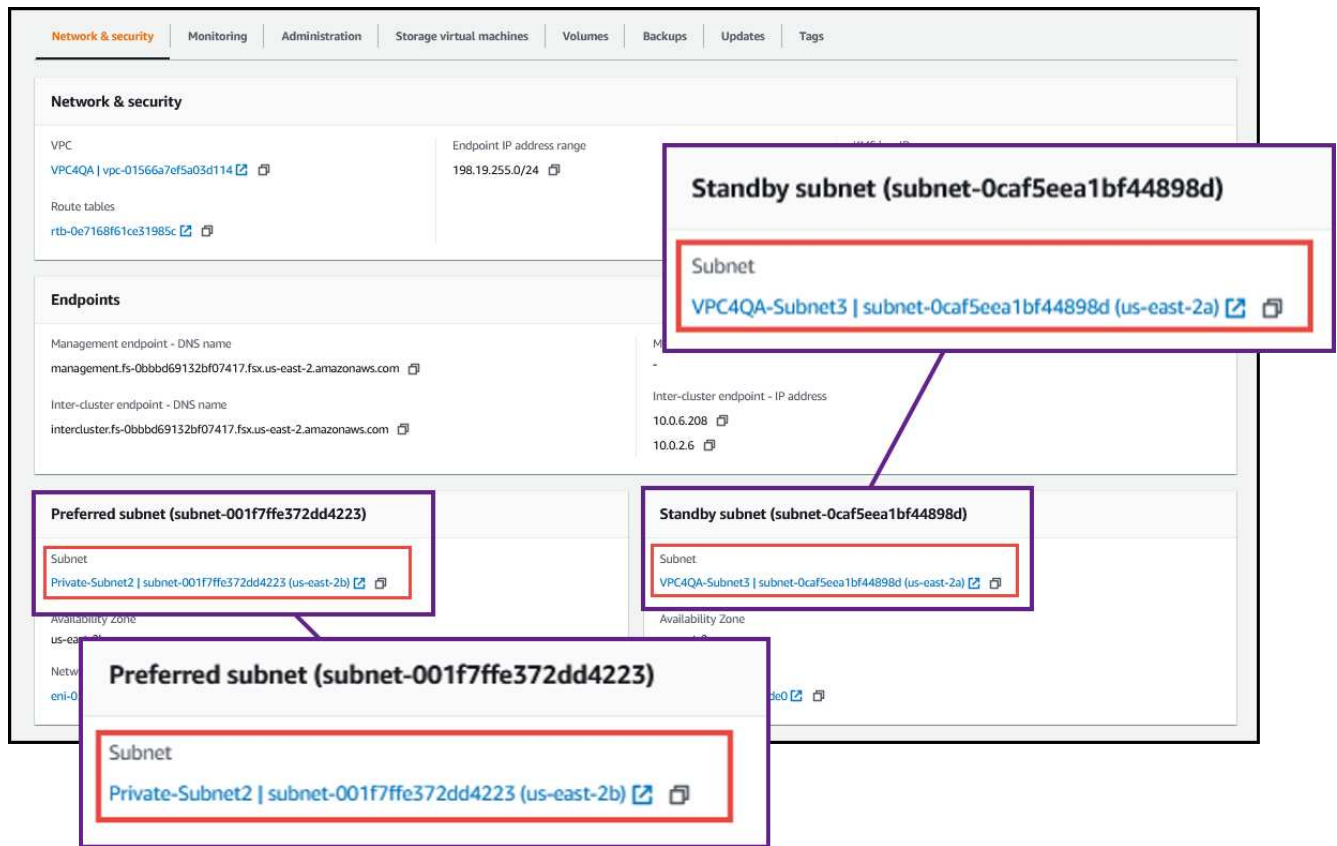 Network & security Monitoring Administration Storage virtual machines Volumes Backups Updates Tags
Network & security
VPC
VPC4QA | vpc-01566a7ef5a03d114
Route tables
rtb-0e7168f61ce31985c
Endpoint IP address range
198.19.255.0/24
Standby subnet (subnet-0caf5eea1bf44898d)
Subnet
VPC4QA-Subnet3 | subnet-0caf5eea1bf44898d (us-east-2a)
Endpoints
Management endpoint - DNS name
management.fs-0bbbd69132bf07417.fsx.us-east-2.amazonaws.com
Inter-cluster endpoint - DNS name
intercluster.fs-0bbbd69132bf07417.fsx.us-east-2.amazonaws.com
-
Inter-cluster endpoint - IP address
10.0.6.208
10.0.2.6
Preferred subnet (subnet-001f7ffe372dd4223)
Subnet
Private-Subnet2 | subnet-001f7ffe372dd4223 (us-east-2b)
Availability Zone
Standby subnet (subnet-0caf5eea1bf44898d)
Subnet
VPC4QA-Subnet3 | subnet-0caf5eea1bf44898d (us-east-2a)
Availability Zone
Preferred subnet (subnet-001f7ffe372dd4223)
Subnet
Private-Subnet2 | subnet-001f7ffe372dd4223 (us-east-2b)